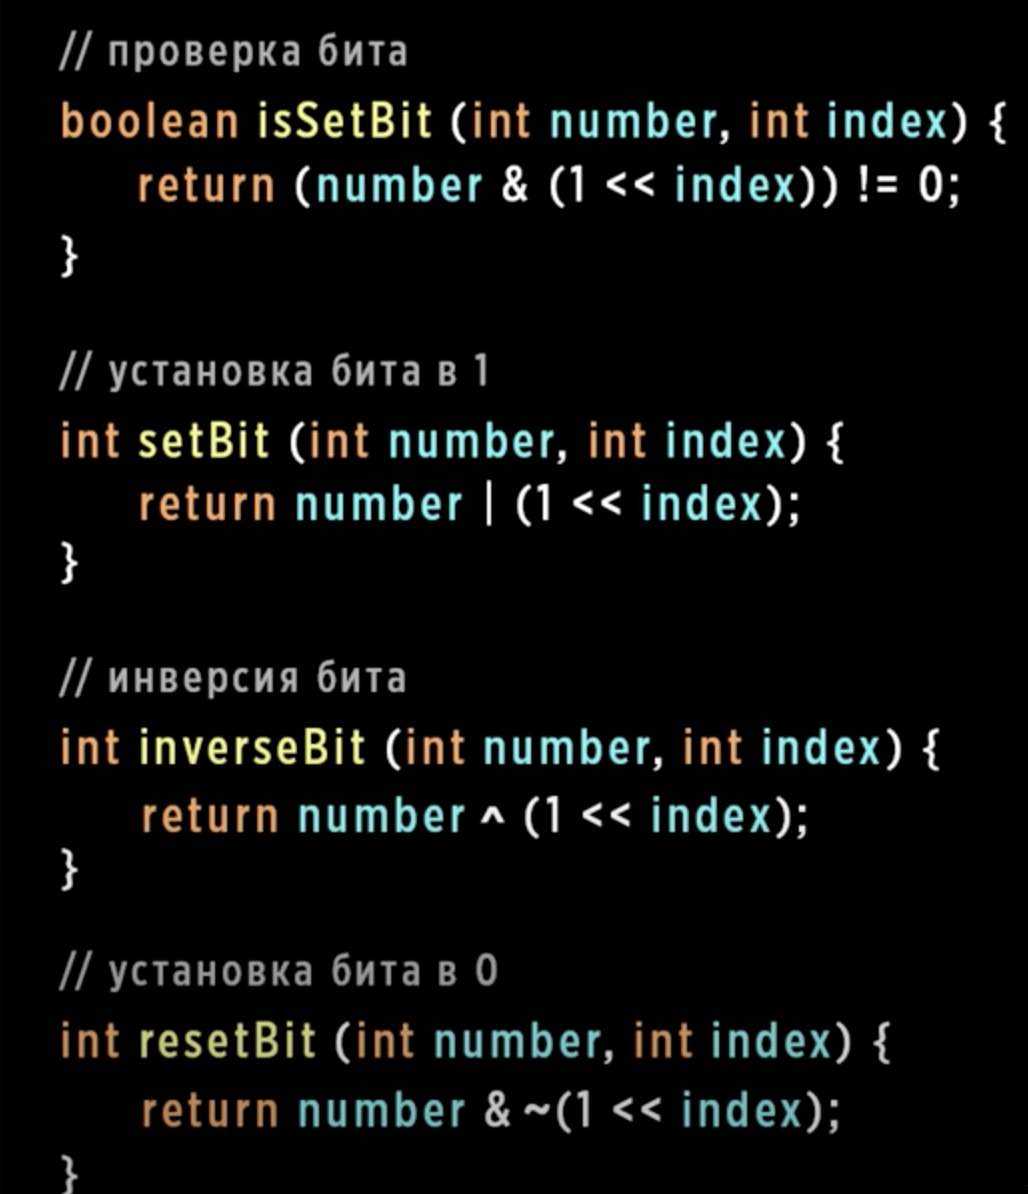 // проверка бита
boolean isSetBit (int number, int index) {
return (number & (1 << index)) != 0;
}
// установка бита в 1
int setBit (int number, int index) {
return number | (1 << index);
}
// инверсия бита
int inverseBit (int number, int index) {
return number ^ (1 << index);
}
// установка бита в 0
int resetBit (int number, int index) {
return number & ~(1 << index);
}